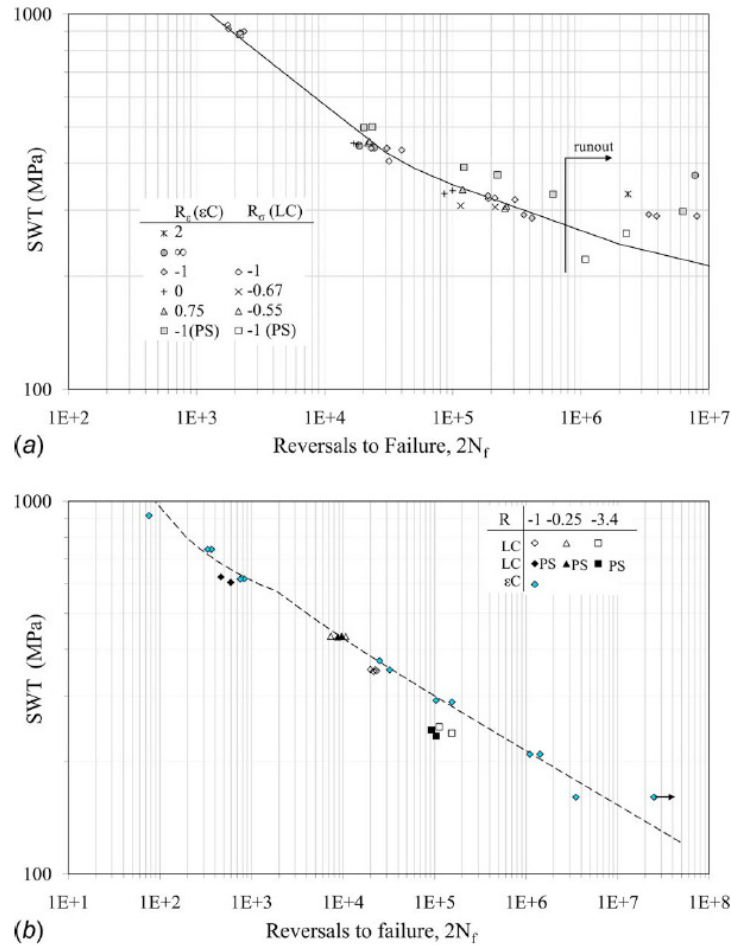 1000
SWT (MPa)
100
runout
Rε (εC) Rσ (LC)
2
∞
-1 -1
0 -0.67
0.75 -0.55
-1(PS) -1 (PS)
1E+2 1E+3 1E+4 1E+5 1E+6 1E+7
Reversals to Failure, 2Nf
(a)
1000
SWT (MPa)
100
R -1 -0.25 -3.4
LC
LC PS PS PS
εC
1E+1 1E+2 1E+3 1E+4 1E+5 1E+6 1E+7 1E+8
Reversals to failure, 2Nf
(b)